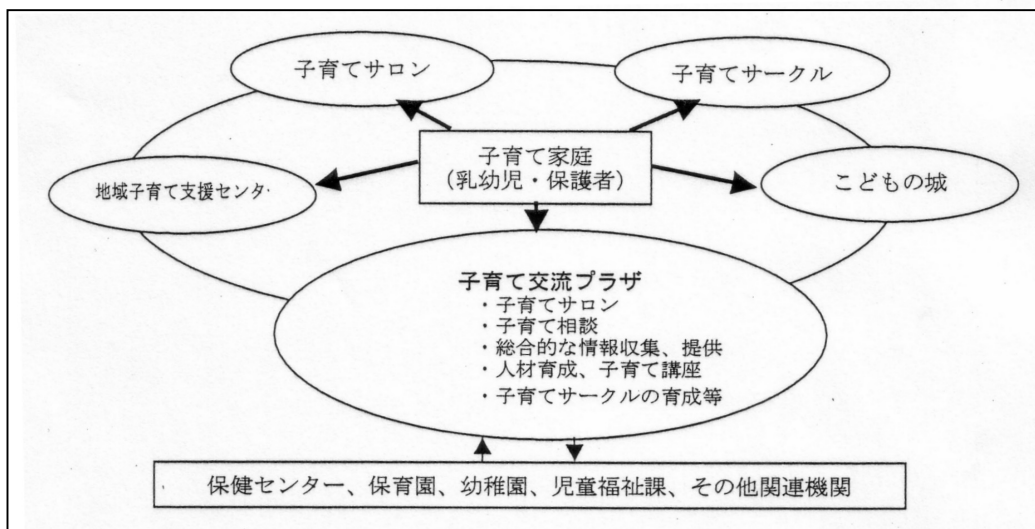 子育てサロン
子育てサークル
子育て家庭
(乳幼児・保護者)
地域子育て支援センタ
こどもの城
子育て交流プラザ
・子育てサロン
・子育て相談
・総合的な情報収集、提供
・人材育成、子育て講座
・子育てサークルの育成等
保健センター、保育園、幼稚園、児童福祉課、その他関連機関